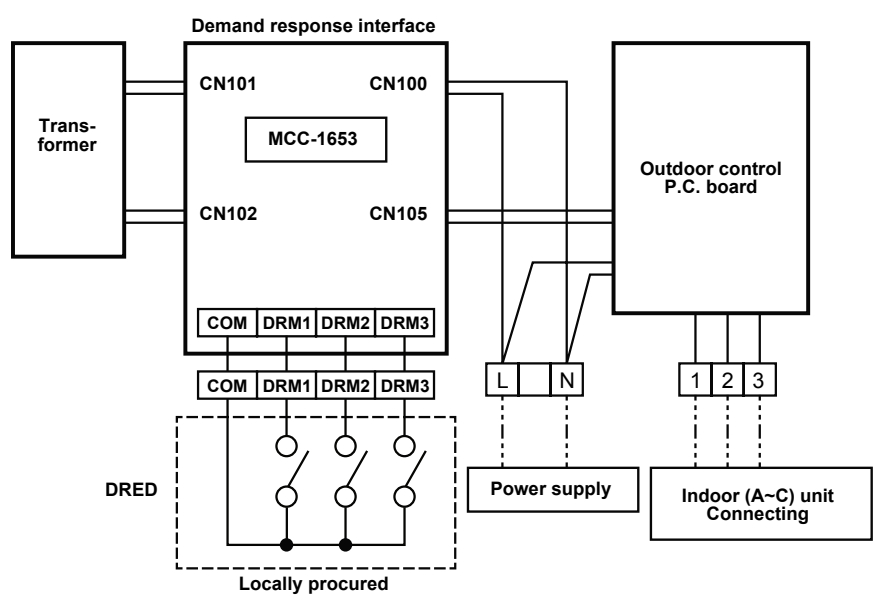 Demand response interface
CN101
CN100
Trans-
former
MCC-1653
Outdoor control
P.C. board
CN102
CN105
COM DRM1 DRM2 DRM3
COM DRM1 DRM2 DRM3
L N
1 2 3
DRED
Power supply
Indoor (A~C) unit
Connecting
Locally procured